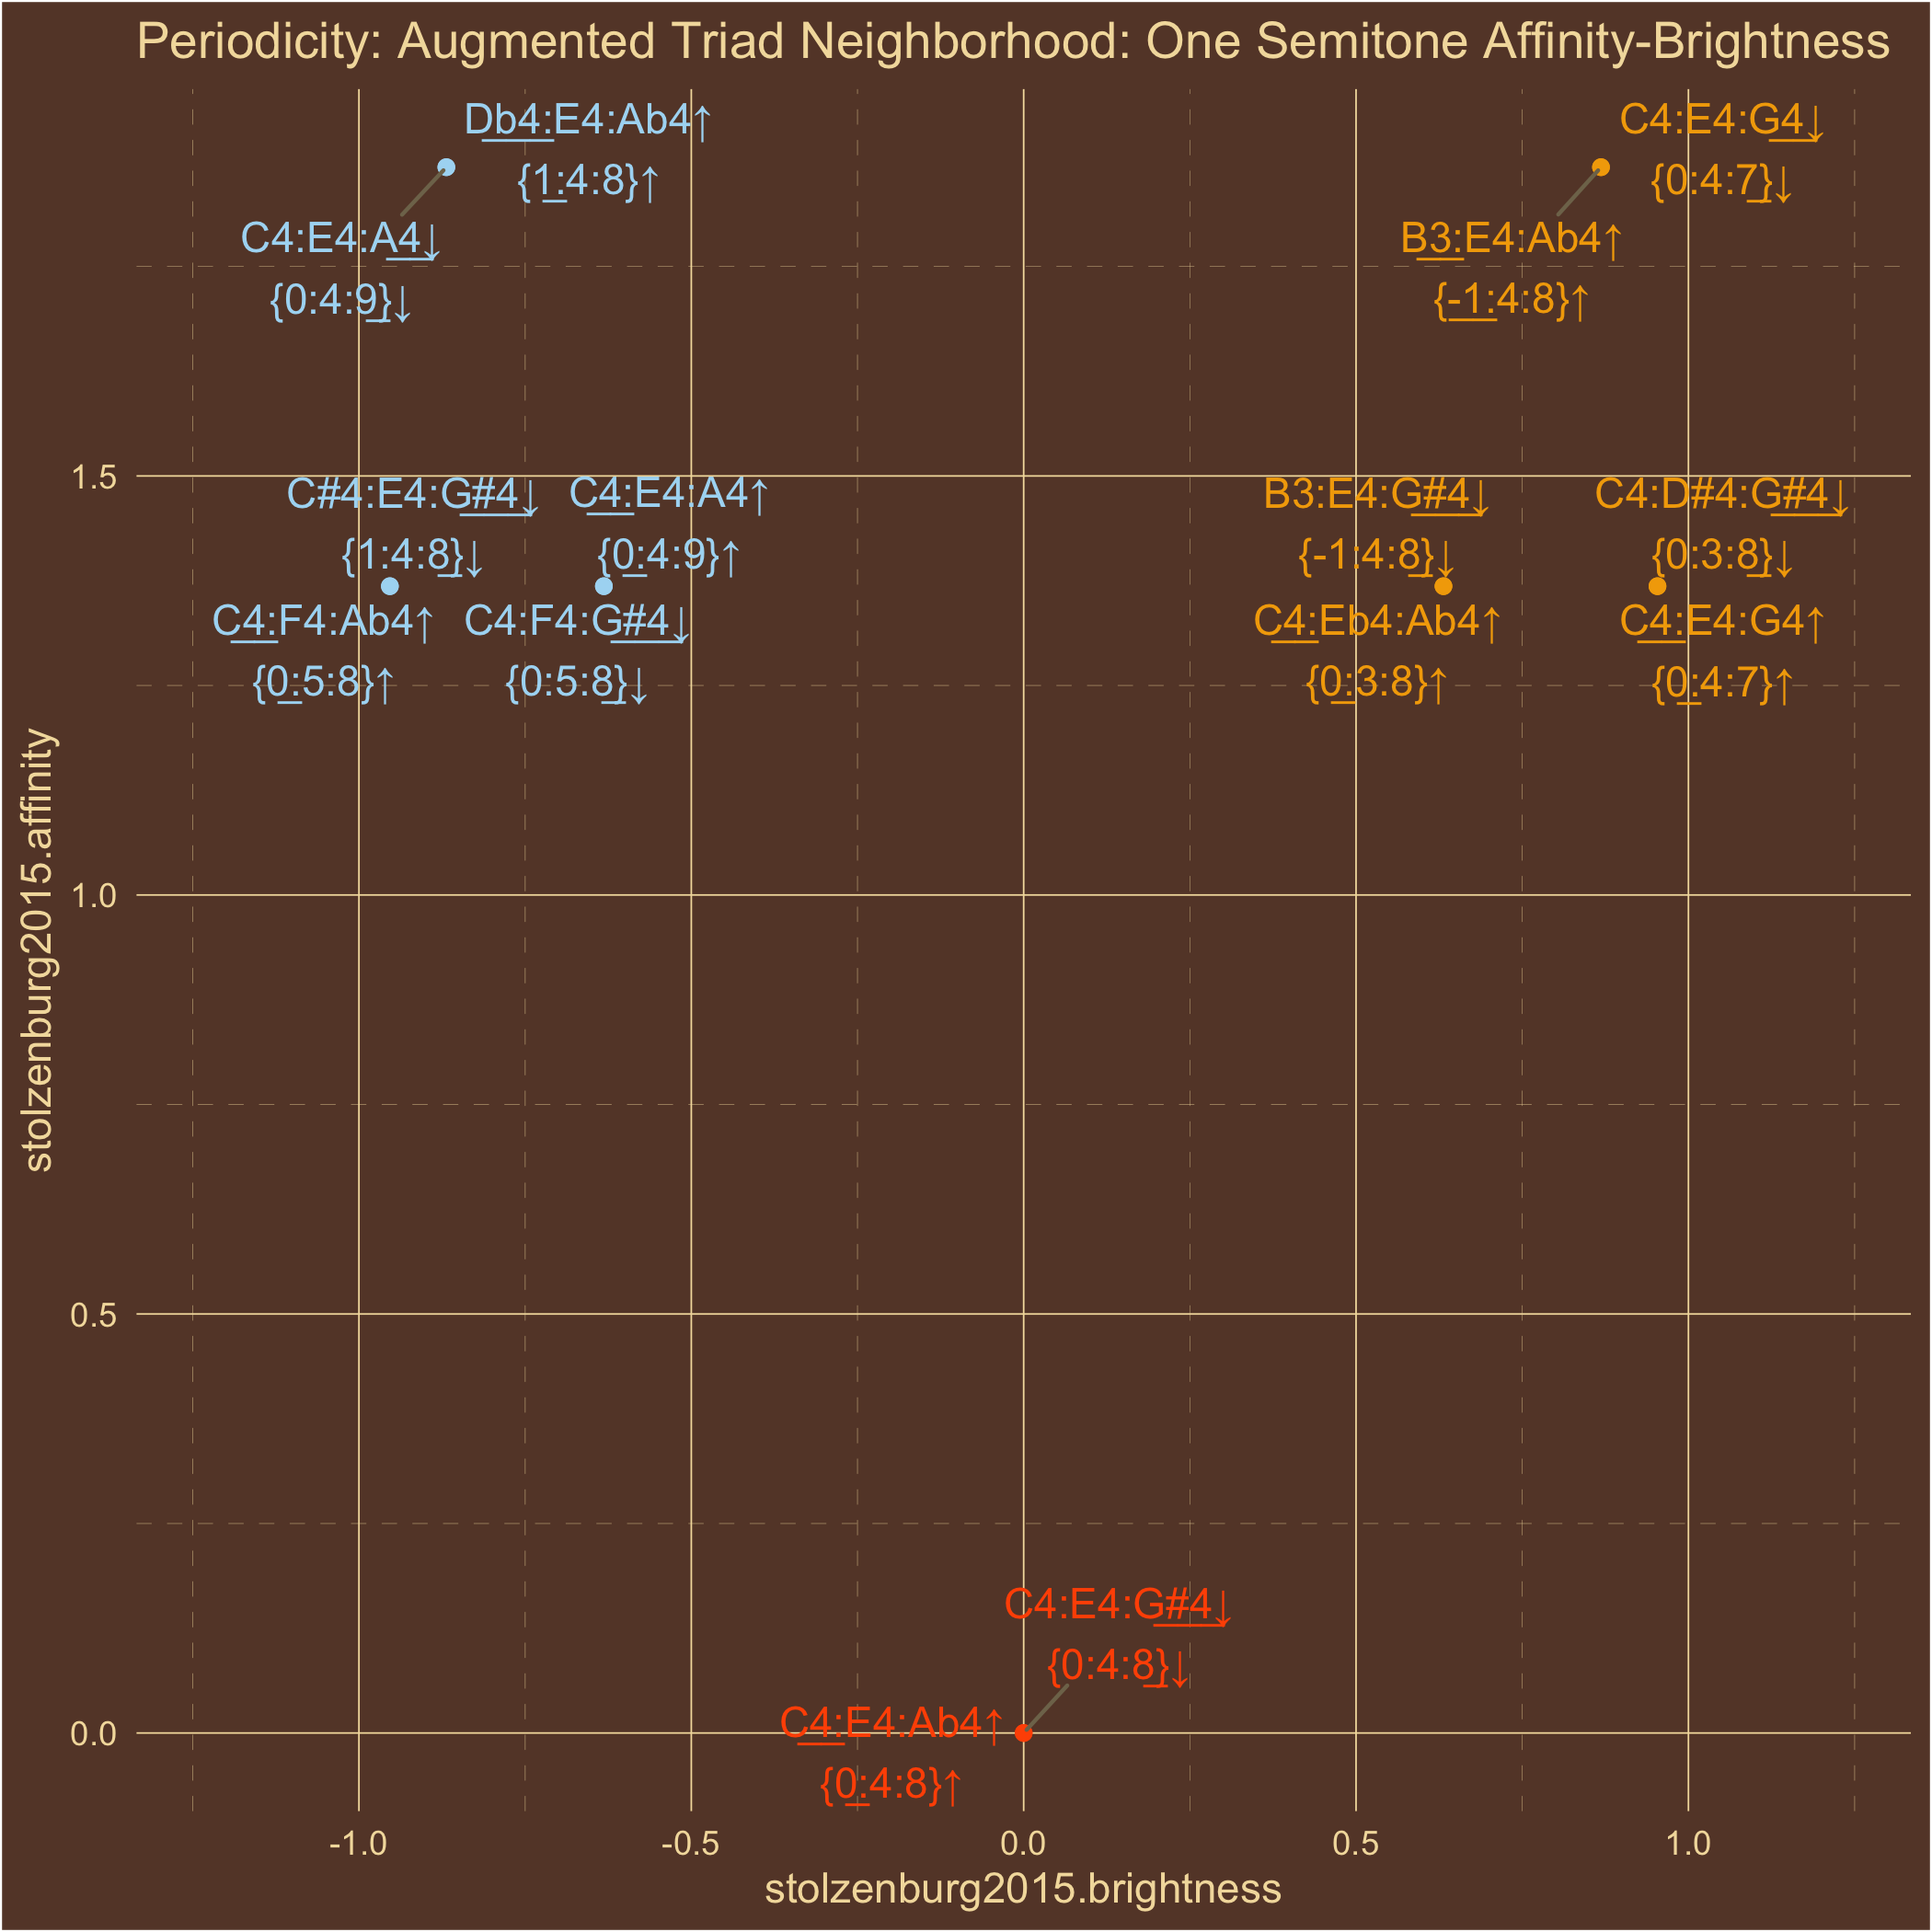 Periodicity: Augmented Triad Neighborhood: One Semitone Affinity-Brightness
Db4:E4:Ab4↑
{1:4:8}↑
C4:E4:G4↓
{0:4:7}↓
C4:E4:A4↓
{0:4:9}↓
B3:E4:Ab4↑
{-1:4:8}↑
1.5
C#4:E4:G#4↓
{1:4:8}↓
C4:E4:A4↑
{0:4:9}↑
B3:E4:G#4↓
{-1:4:8}↓
C4:D#4:G#4↓
{0:3:8}↓
C4:F4:Ab4↑
{0:5:8}↑
C4:F4:G#4↓
{0:5:8}↓
C4:Eb4:Ab4↑
{0:3:8}↑
C4:E4:G4↑
{0:4:7}↑
stolzenburg2015.affinity
1.0
0.5
C4:E4:G#4↓
{0:4:8}↓
0.0
C4:E4:Ab4↑
{0:4:8}↑
-1.0
-0.5
0.0
0.5
1.0
stolzenburg2015.brightness